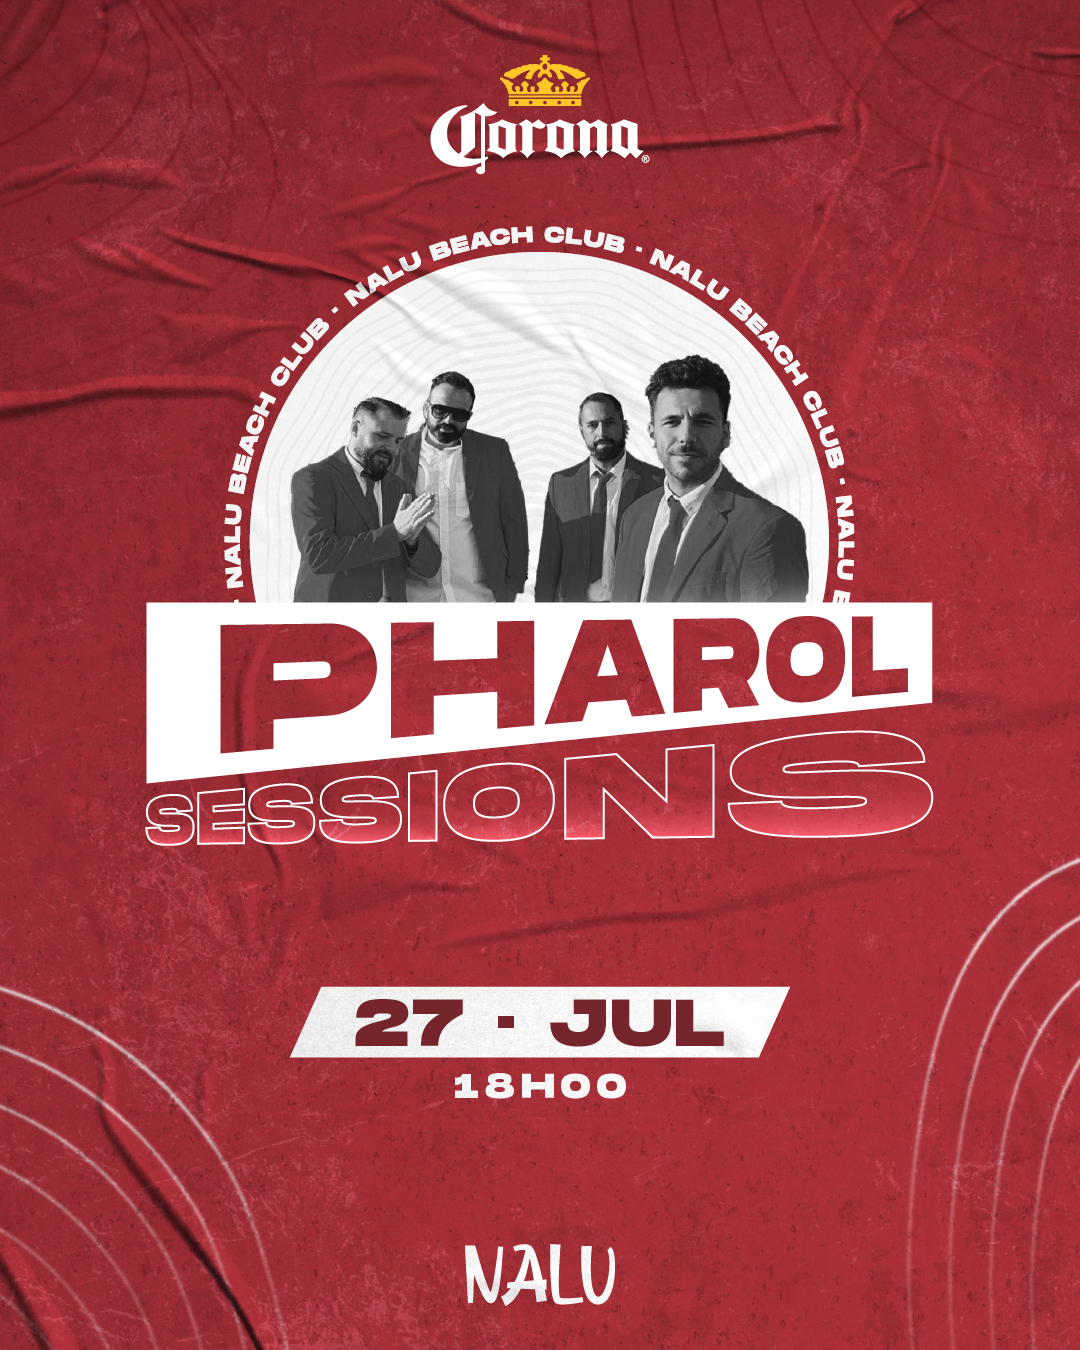 Corona®
NALU BEACH CLUB · NALU BEACH CLUB · NALU BEACH CLUB · NALU B
PHAROL
SESSIONS
27 · JUL
18H00
NALU